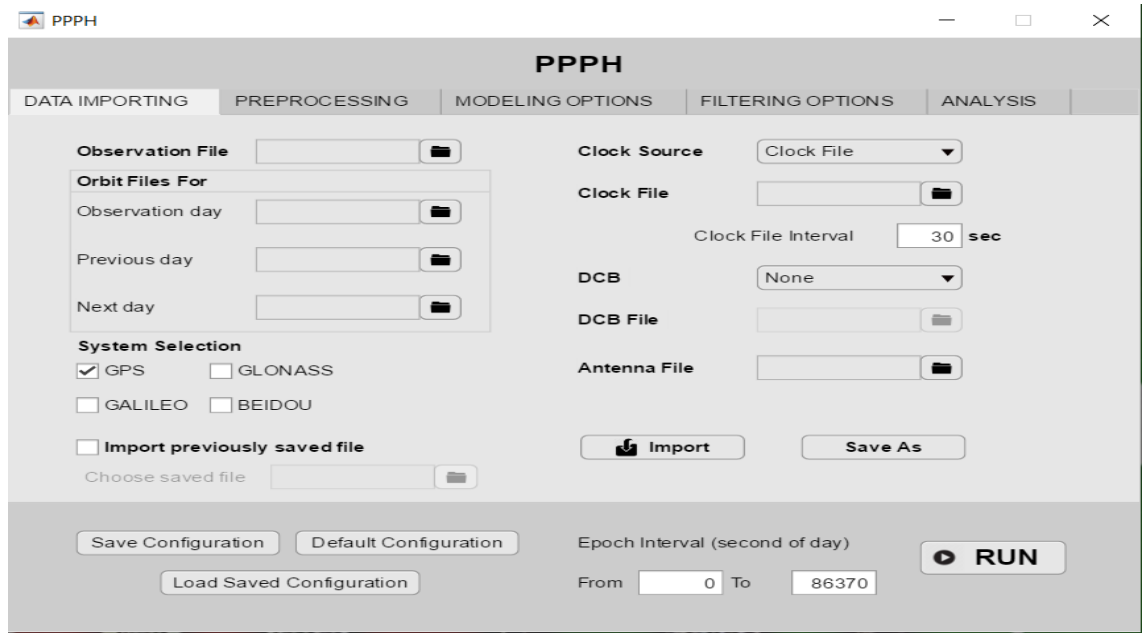 PPPH
PPPH
DATA IMPORTING PREPROCESSING MODELING OPTIONS FILTERING OPTIONS ANALYSIS
Observation File
Orbit Files For
Observation day
Previous day
Next day
System Selection
GPS GLONASS
GALILEO BEIDOU
Import previously saved file
Choose saved file
Clock Source Clock File
Clock File
Clock File Interval 30 sec
DCB None
DCB File
Antenna File
Import Save As
Save Configuration Default Configuration
Load Saved Configuration
Epoch Interval (second of day)
From 0 To 86370
RUN